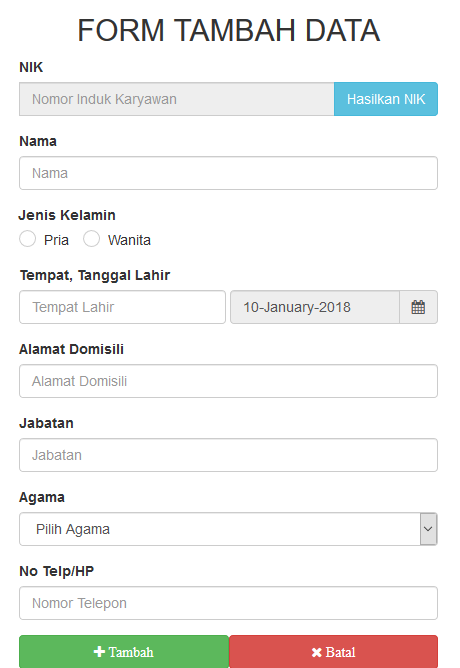 FORM TAMBAH DATA
NIK
Nomor Induk Karyawan Hasilkan NIK
Nama
Nama
Jenis Kelamin
Pria Wanita
Tempat, Tanggal Lahir
Tempat Lahir 10-January-2018
Alamat Domisili
Alamat Domisili
Jabatan
Jabatan
Agama
Pilih Agama
No Telp/HP
Nomor Telepon
Tambah Batal